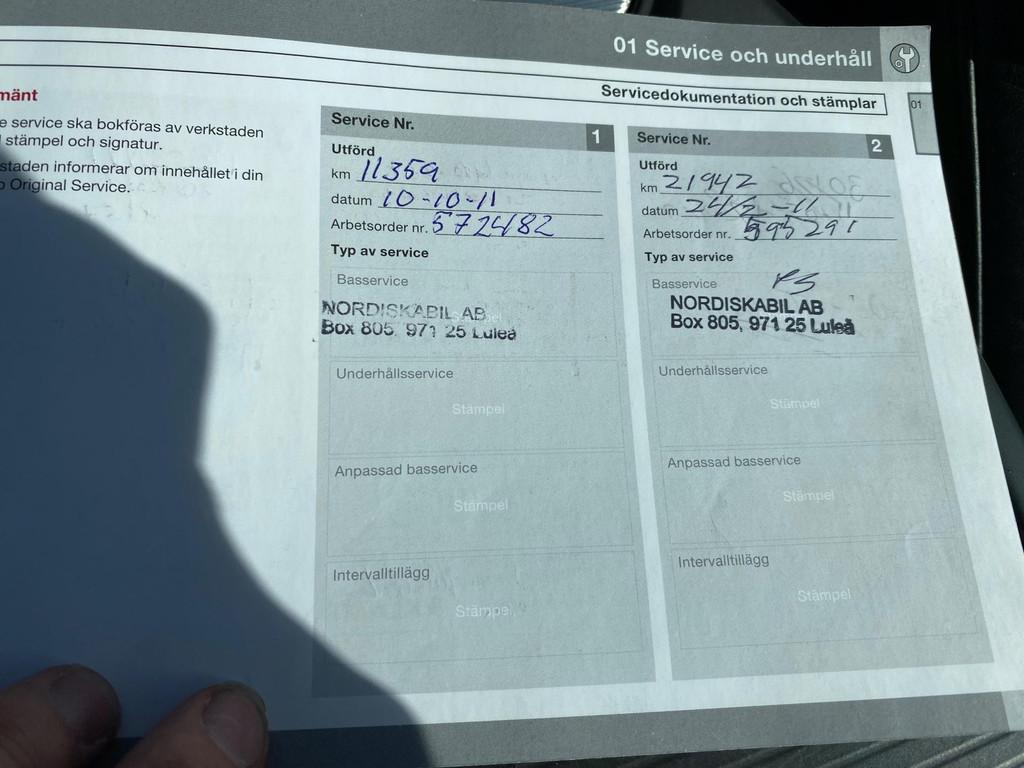 01 Service och underhåll
Servicedokumentation och stämplar
01
mänt
e service ska bokföras av verkstaden
stämpel och signatur.
staden informerar om innehållet i din
Original Service.
Service Nr. 1
Utförd
km 11359
datum 10-10-11
Arbetsorder nr. 572482
Typ av service
Basservice
NORDISKABIL AB
Box 805, 971 25 Luleå
Underhållsservice
Stämpel
Anpassad basservice
Stämpel
Intervalltillägg
Stämpel
Service Nr. 2
Utförd
km 21942
datum 24/2-11
Arbetsorder nr. 595291
Typ av service
Basservice
NORDISKABIL AB
Box 805, 971 25 Luleå
Underhållsservice
Stämpel
Anpassad basservice
Stämpel
Intervalltillägg
Stämpel